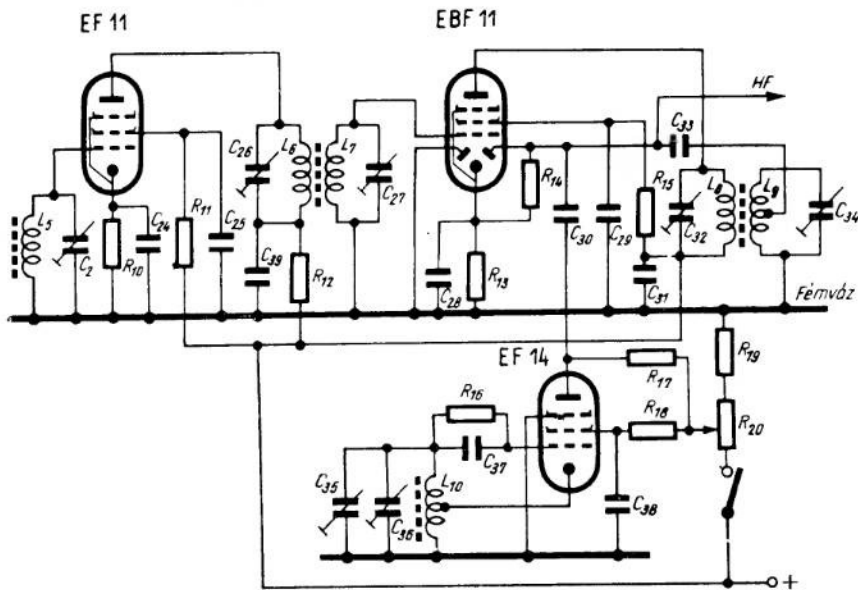 EF 11
EBF 11
HF
C33
C26
L6
L7
C27
R14
R15
L8
L9
L5
C2
R10
C24
R11
C25
C39
R12
C28
R13
C30
C29
C31
C32
C34
Fémváz
EF 14
R16
R17
R19
R18
R20
C37
C35
C36
L10
C38
+